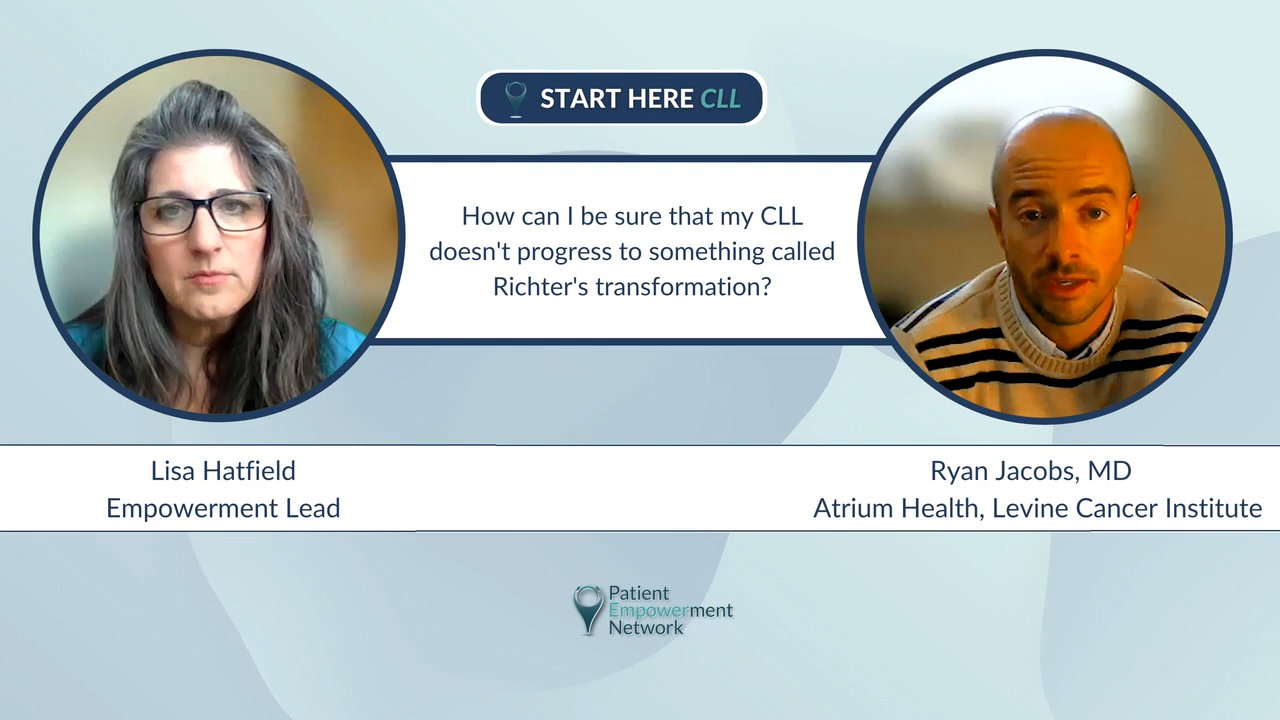 START HERE CLL
How can I be sure that my CLL
doesn't progress to something called
Richter's transformation?
Lisa Hatfield
Empowerment Lead
Ryan Jacobs, MD
Atrium Health, Levine Cancer Institute
Patient
Empowerment
Network